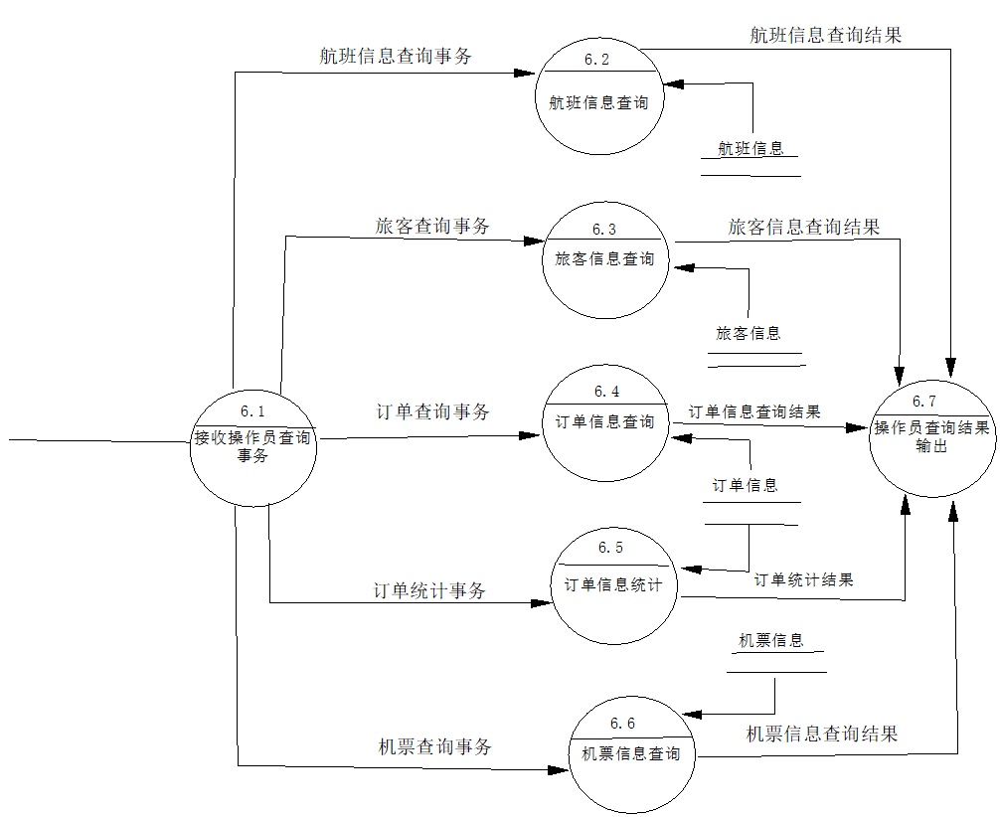 航班信息查询事务
6.2
航班信息查询
航班信息查询结果
航班信息
旅客查询事务
6.3
旅客信息查询
旅客信息查询结果
旅客信息
6.1
接收操作员查询
事务
订单查询事务
6.4
订单信息查询
订单信息查询结果
6.7
操作员查询结果
输出
订单信息
订单统计事务
6.5
订单信息统计
订单统计结果
机票信息
机票查询事务
6.6
机票信息查询
机票信息查询结果